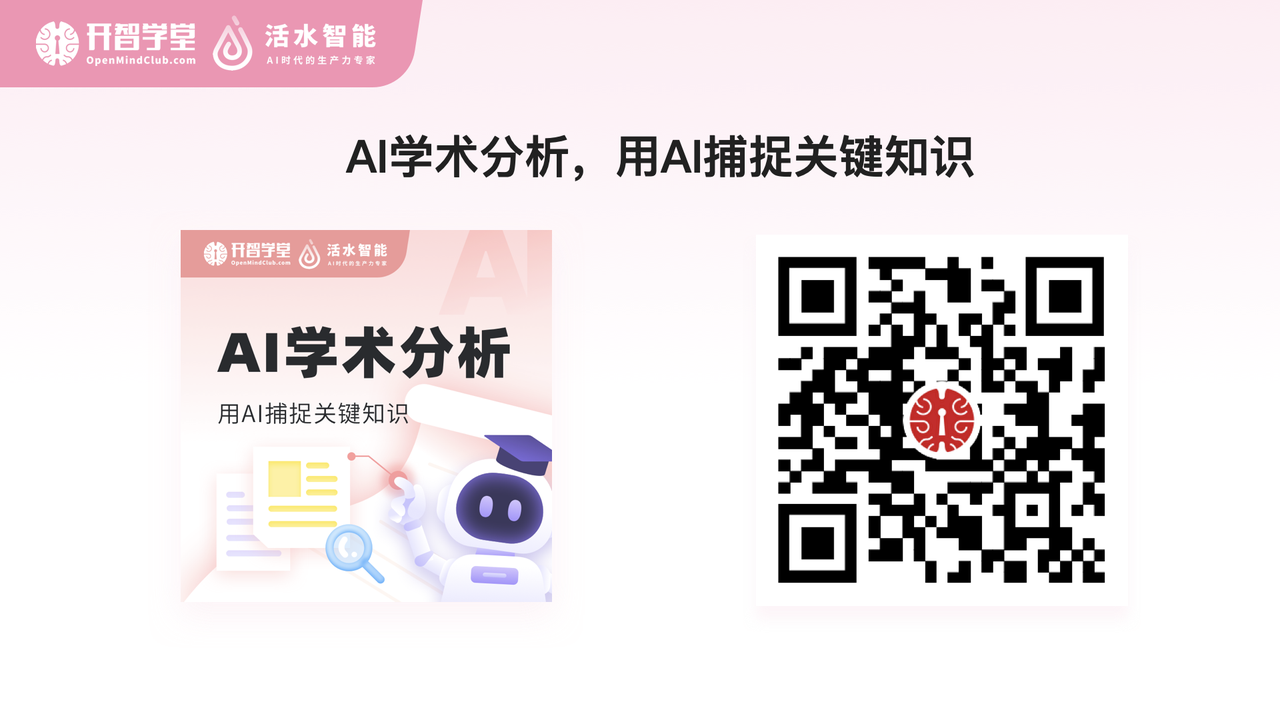 开智学堂
OpenMindClub.com
活水智能
AI时代的生产力专家
AI学术分析，用AI捕捉关键知识
开智学堂
OpenMindClub.com
活水智能
AI时代的生产力专家
AI
AI学术分析
用AI捕捉关键知识